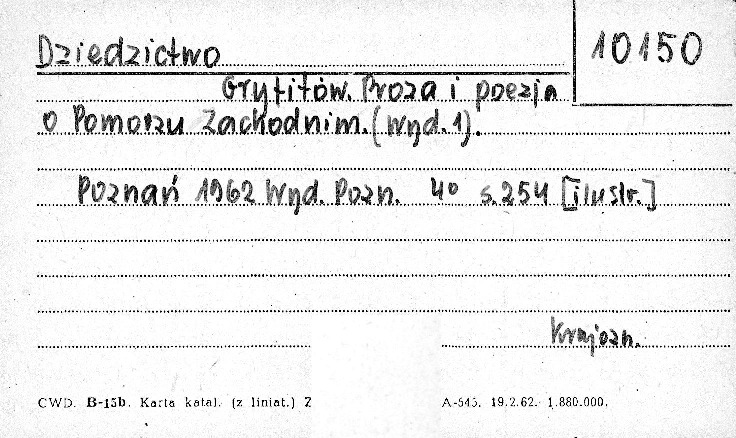 Dziedzictwo
10150
Gryfitów. Proza i poezja
o Pomorzu Zachodnim. (Wyd. 1).
Poznań 1962 Wyd. Pozn. 4° s. 254 [ilustr.]
Krajozn.
CWD. B-15b. Karta katal. (z liniat.) Z
A-545. 19.2.62. 1.880.000.